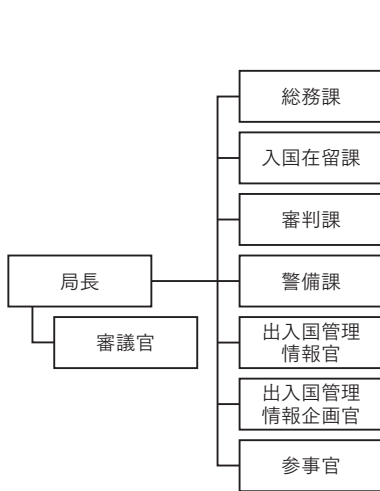 局長
審議官
総務課
入国在留課
審判課
警備課
出入国管理
情報官
出入国管理
情報企画官
参事官